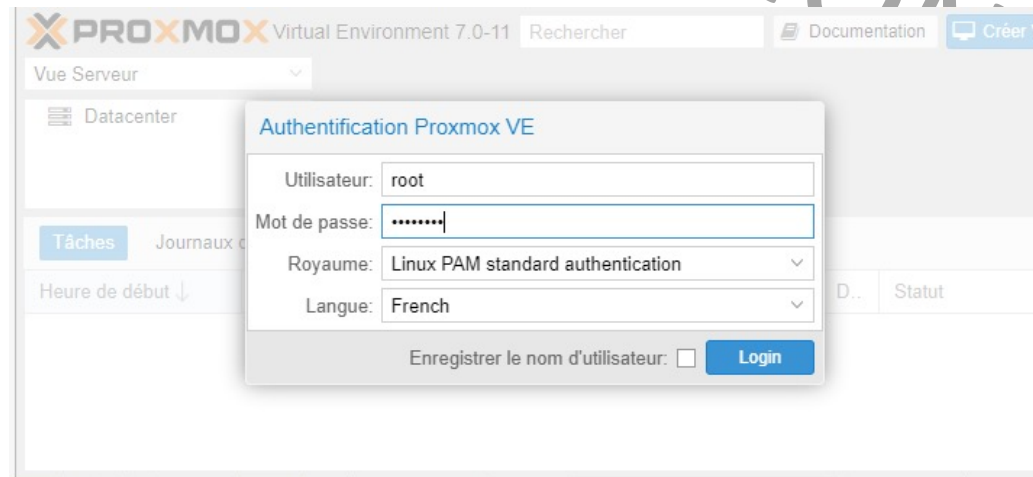 PROXMOX Virtual Environment 7.0-11 Rechercher Documentation Créer
Vue Serveur
Datacenter
Authentification Proxmox VE
Utilisateur: root
Mot de passe: ••••••••
Tâches Journaux
Royaume: Linux PAM standard authentication
Heure de début D.. Statut
Langue: French
Enregistrer le nom d'utilisateur: Login